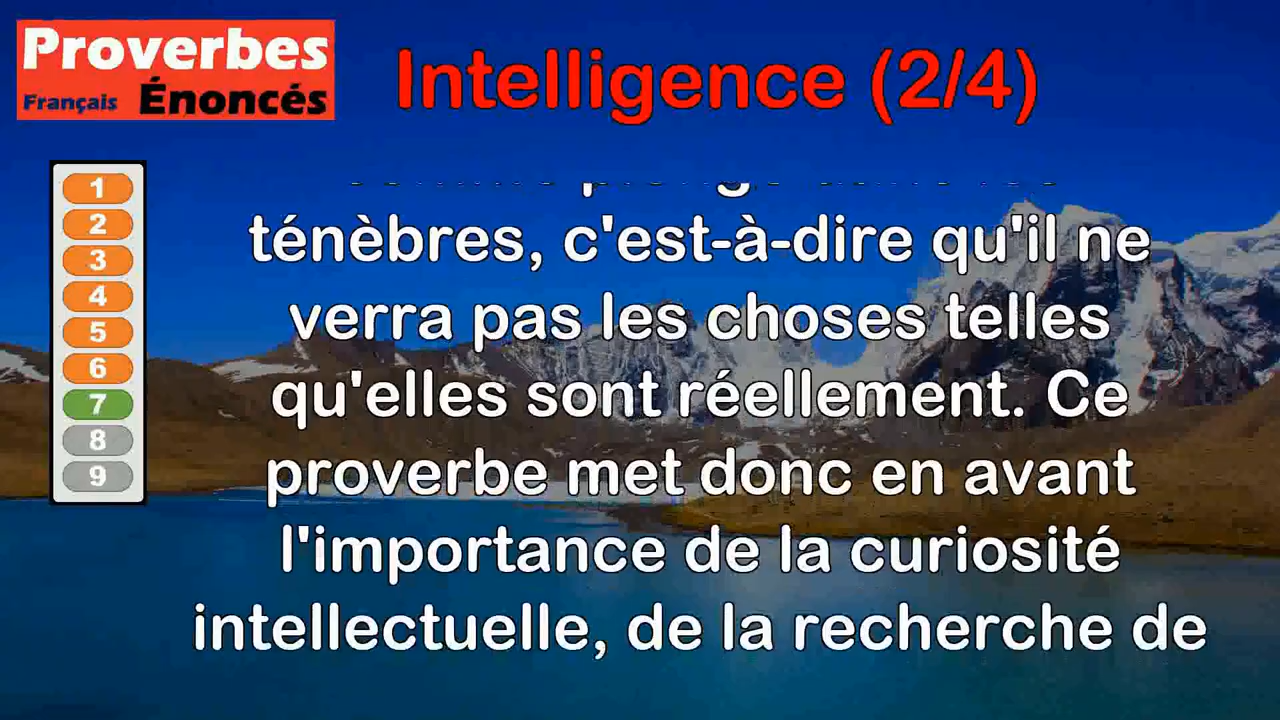 Proverbes
Français Énoncés
Intelligence (2/4)
1
2
3
4
5
6
7
8
9
ténèbres, c'est-à-dire qu'il ne
verra pas les choses telles
qu'elles sont réellement. Ce
proverbe met donc en avant
l'importance de la curiosité
intellectuelle, de la recherche de